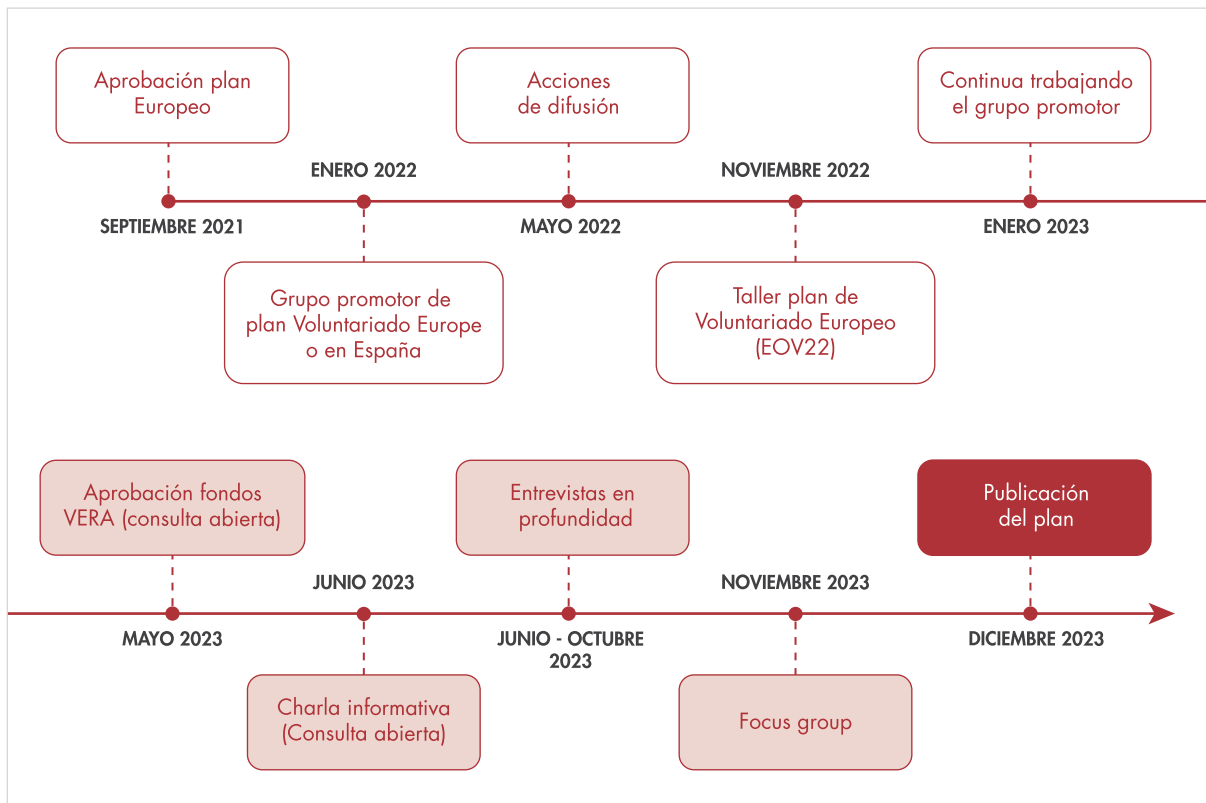 Aprobación plan
Europeo
SEPTIEMBRE 2021
ENERO 2022
Grupo promotor de
plan Voluntariado Europe
o en España
Acciones
de difusión
MAYO 2022
NOVIEMBRE 2022
Taller plan de
Voluntariado Europeo
(EOV22)
Continua trabajando
el grupo promotor
ENERO 2023
Aprobación fondos
VERA (consulta abierta)
MAYO 2023
JUNIO 2023
Charla informativa
(Consulta abierta)
Entrevistas en
profundidad
JUNIO - OCTUBRE
2023
NOVIEMBRE 2023
Focus group
Publicación
del plan
DICIEMBRE 2023